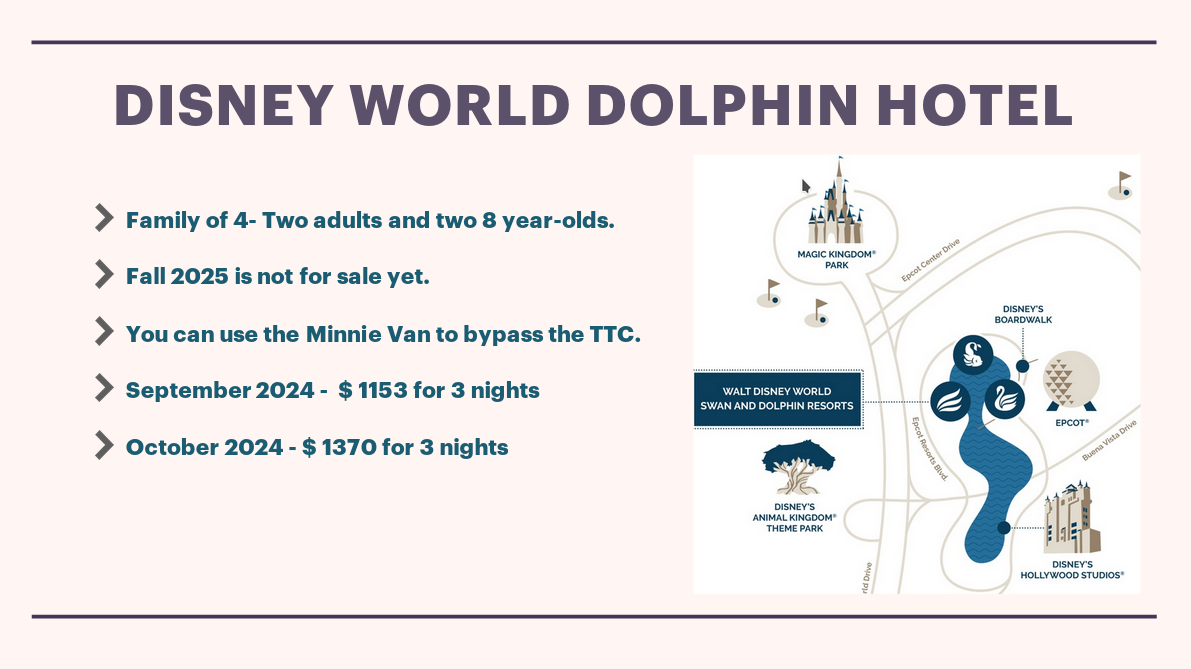 DISNEY WORLD DOLPHIN HOTEL
Family of 4- Two adults and two 8 year-olds.
Fall 2025 is not for sale yet.
You can use the Minnie Van to bypass the TTC.
September 2024 -  $ 1153 for 3 nights
October 2024 - $ 1370 for 3 nights
MAGIC KINGDOM®
PARK
Epcot Center Drive
DISNEY'S
BOARDWALK
WALT DISNEY WORLD
SWAN AND DOLPHIN RESORTS
EPCOT®
Epcot Resorts Blvd.
Buena Vista Drive
DISNEY'S
ANIMAL KINGDOM®
THEME PARK
DISNEY'S
HOLLYWOOD STUDIOS®
rld Drive